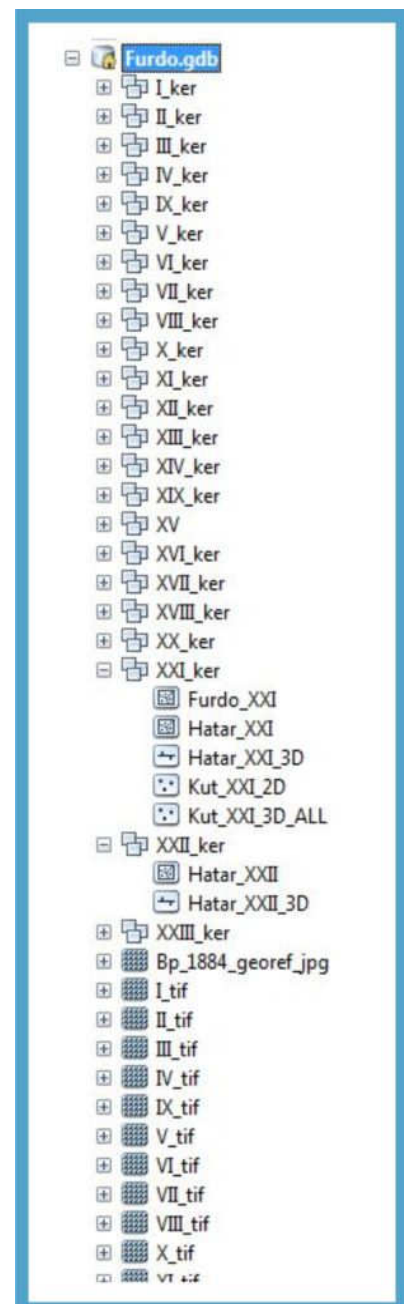 Furdo.gdb
I_ker
II_ker
III_ker
IV_ker
IX_ker
V_ker
VI_ker
VII_ker
VIII_ker
X_ker
XI_ker
XII_ker
XIII_ker
XIV_ker
XIX_ker
XV
XVI_ker
XVII_ker
XVIII_ker
XX_ker
XXI_ker
Furdo_XXI
Hatar_XXI
Hatar_XXI_3D
Kut_XXI_2D
Kut_XXI_3D_ALL
XXII_ker
Hatar_XXII
Hatar_XXII_3D
XXIII_ker
Bp_1884_georef_jpg
I_tif
II_tif
III_tif
IV_tif
IX_tif
V_tif
VI_tif
VII_tif
VIII_tif
X_tif